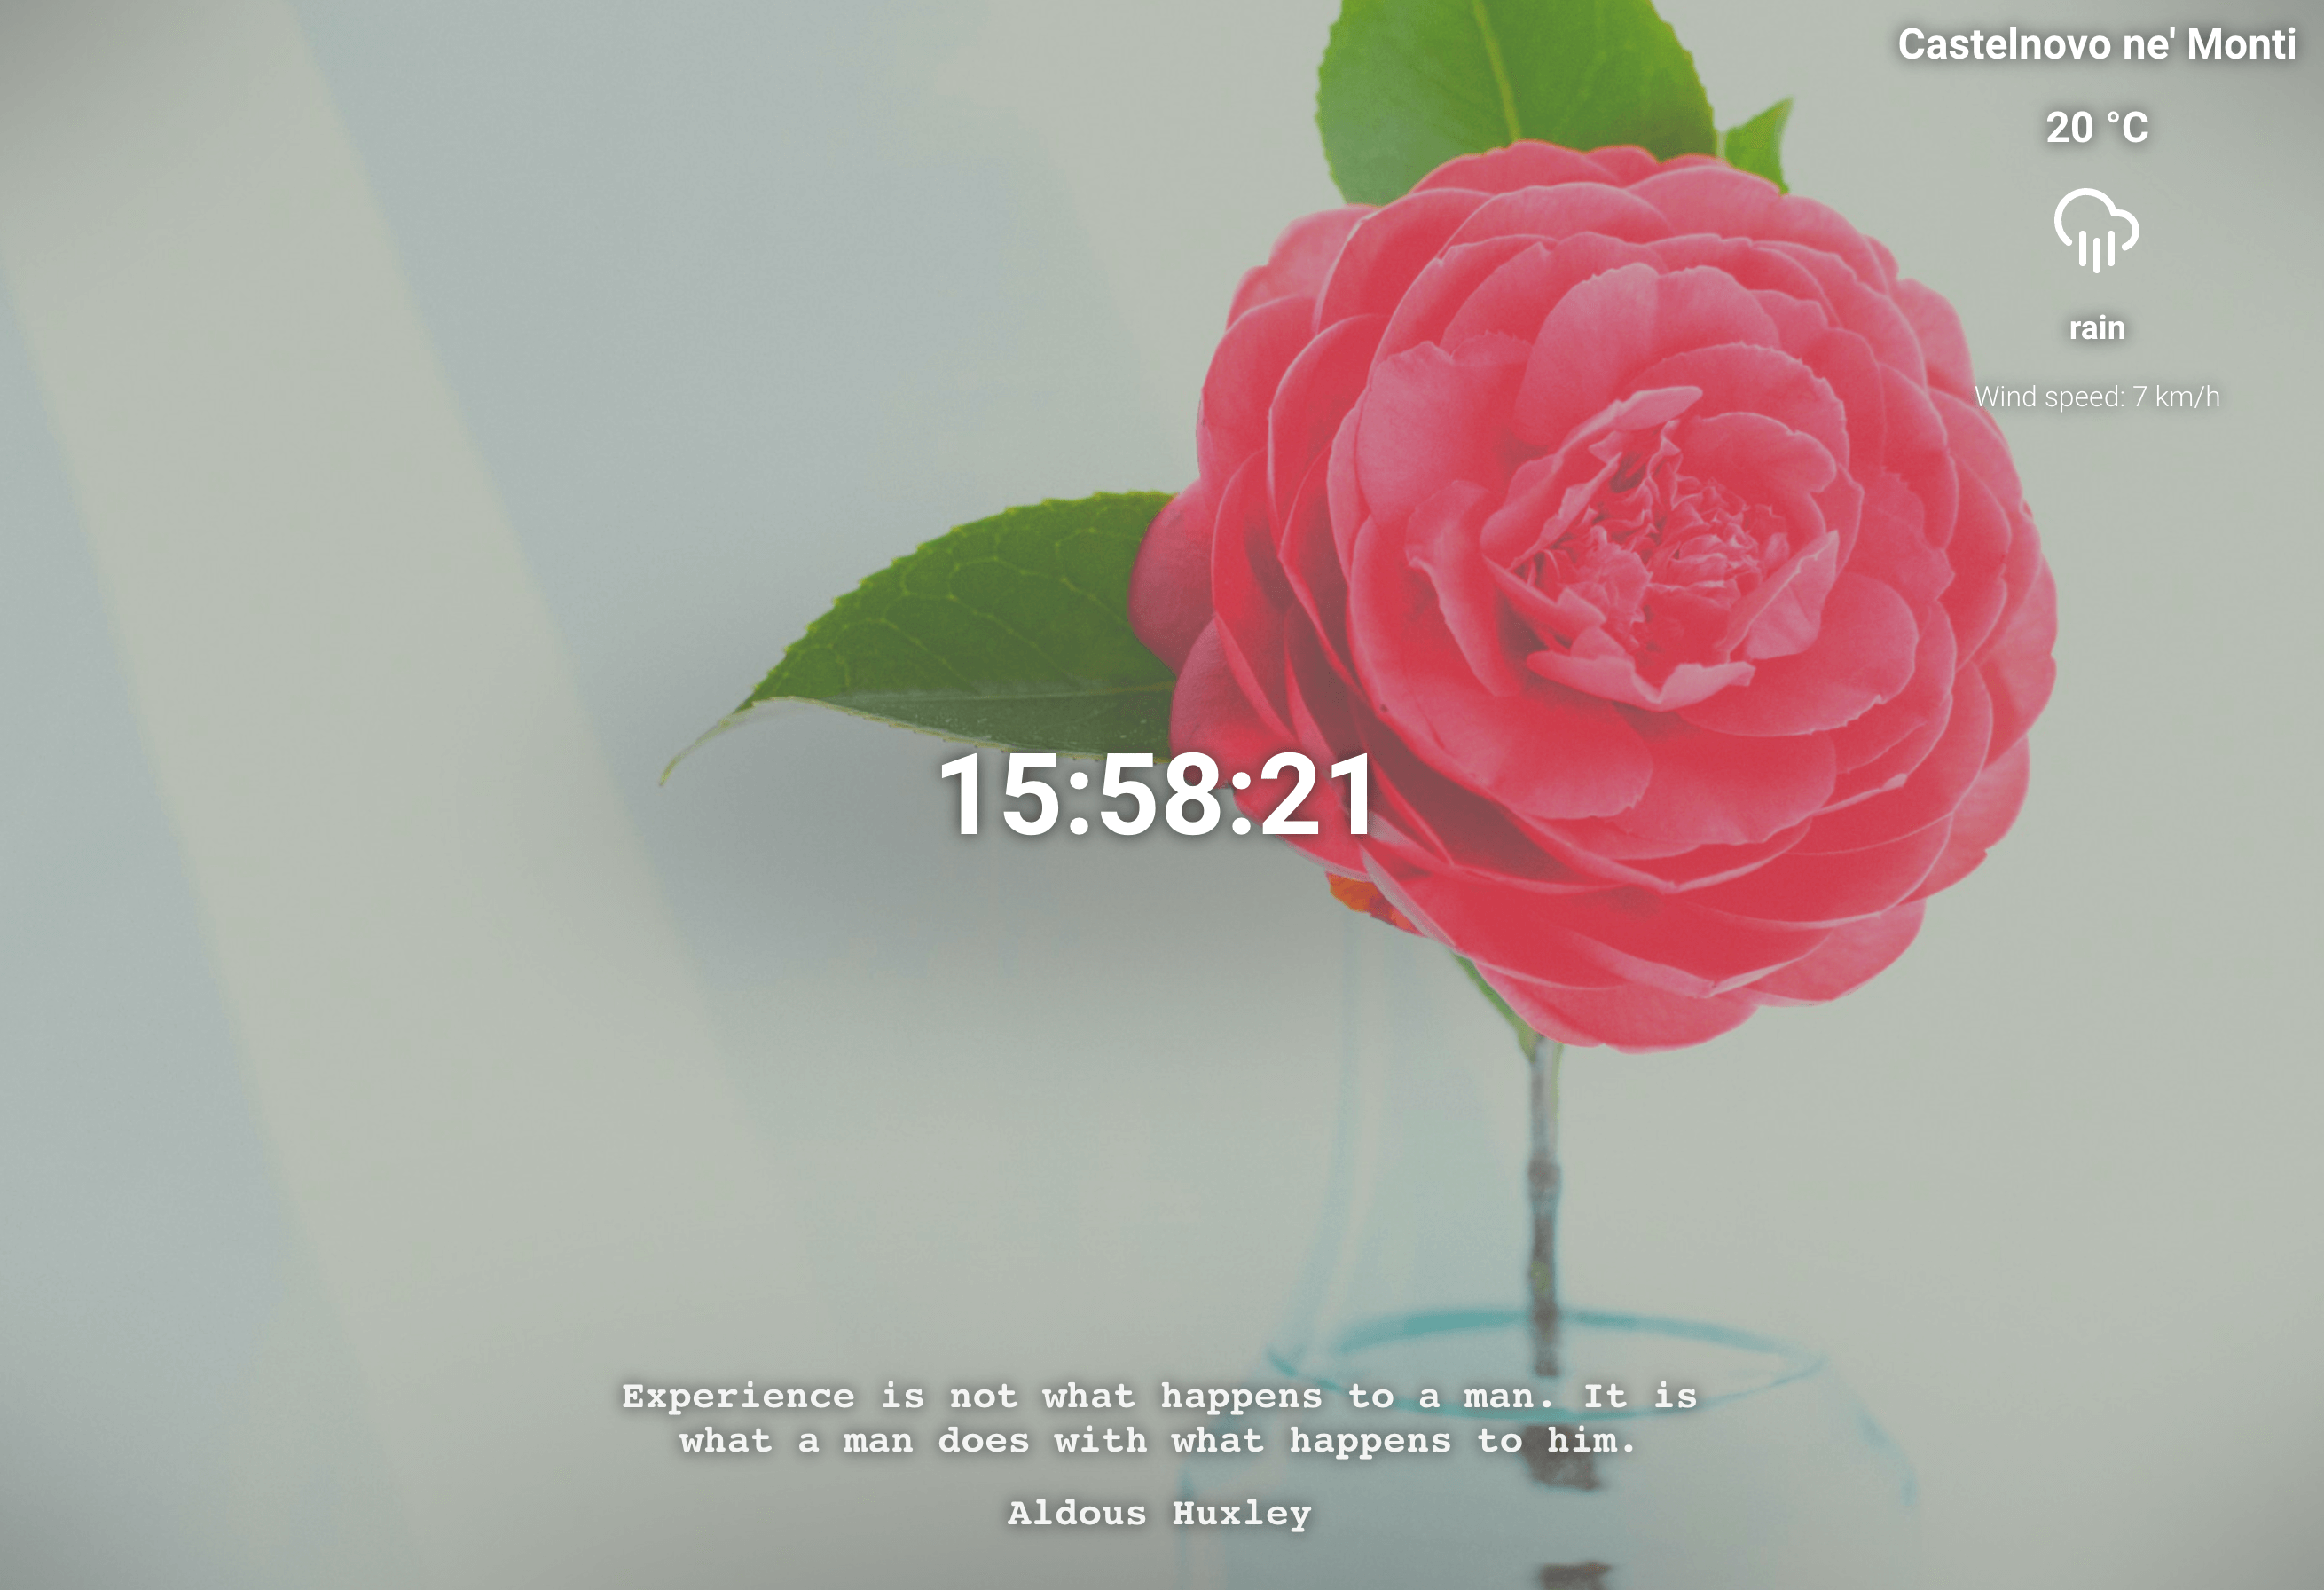 Castelnovo ne' Monti
20 °C
rain
Wind speed: 7 km/h
15:58:21
Experience is not what happens to a man. It is
what a man does with what happens to him.
Aldous Huxley